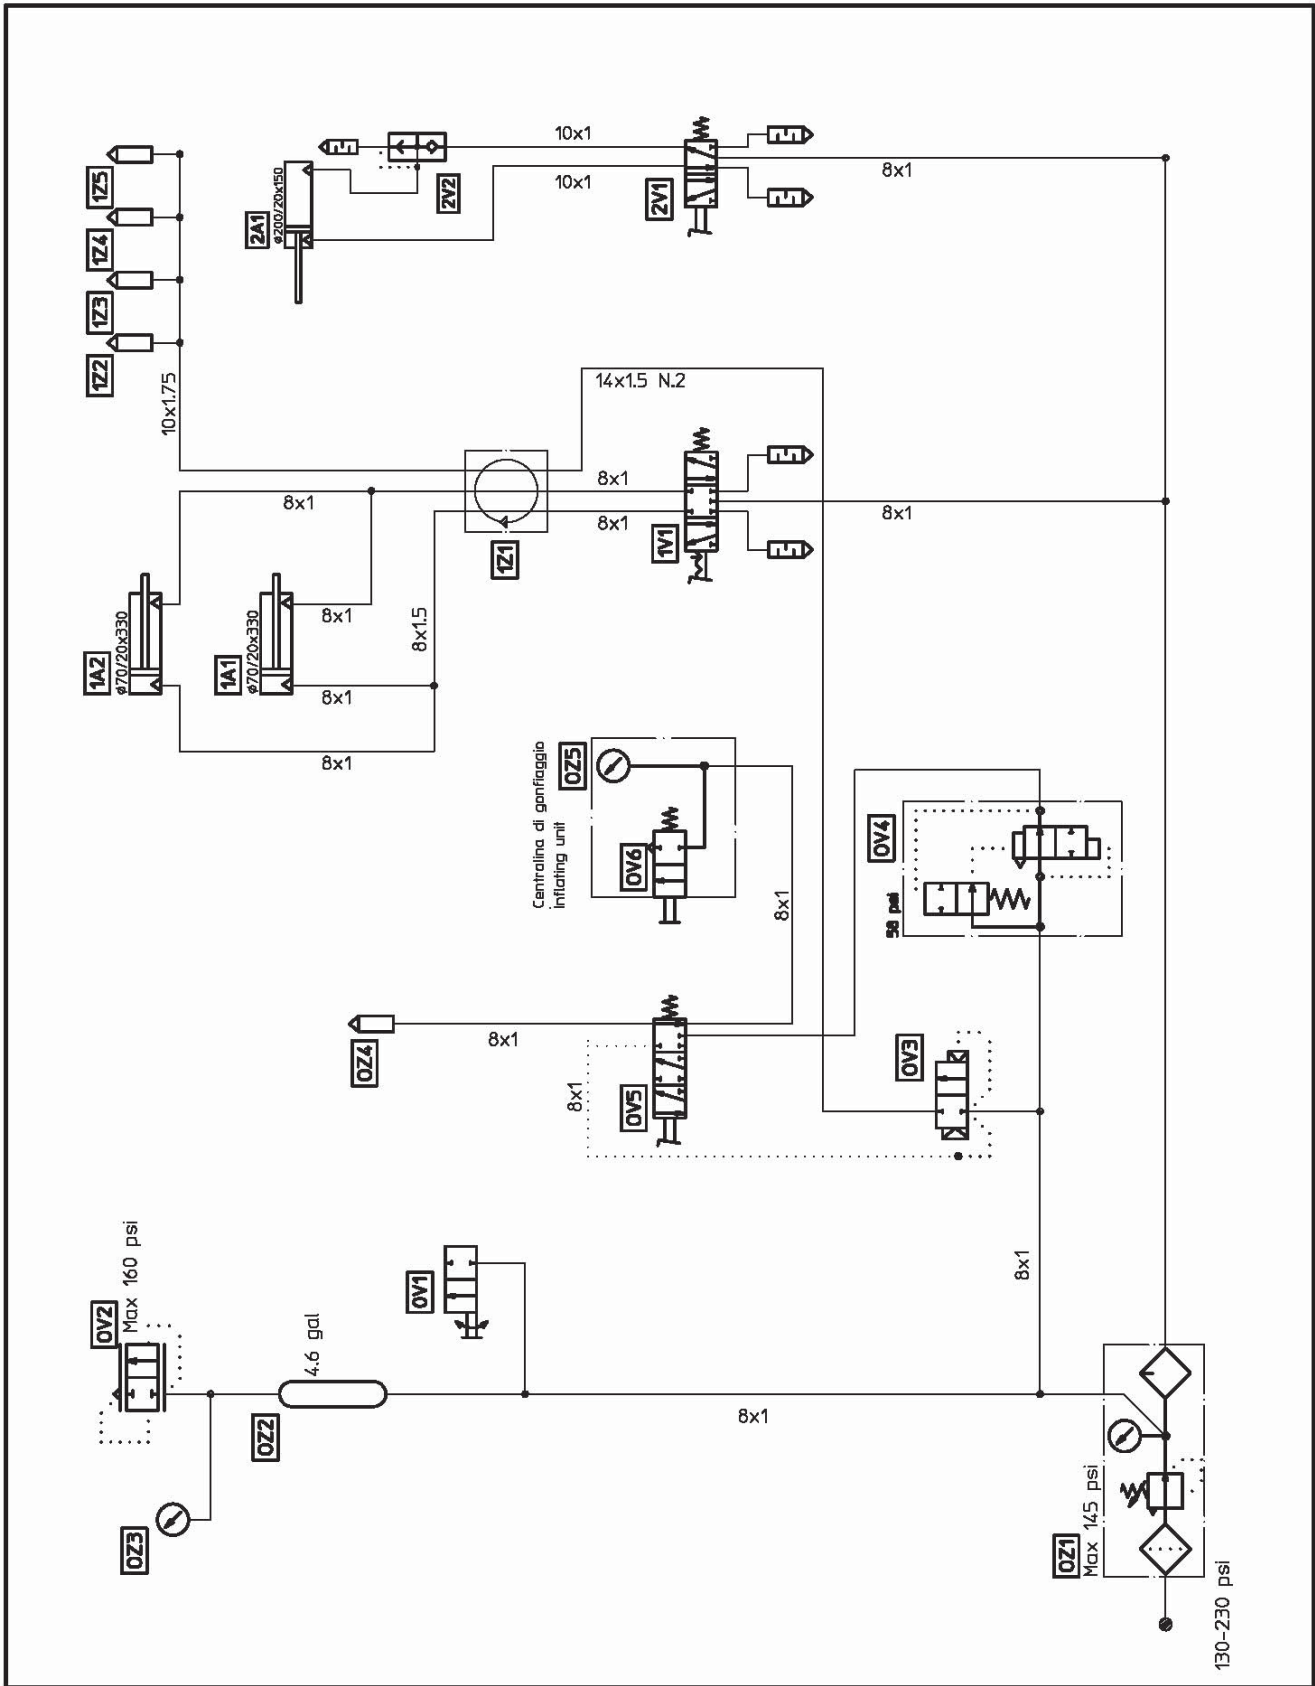 1Z5
1Z4
1Z3
1Z2
10x1.75
2A1
ø200/20x150
2V2
10x1
10x1
2V1
8x1
14x1.5 N.2
8x1
8x1
8x1
1Z1
1V1
8x1
1A2
ø70/20x330
1A1
ø70/20x330
8x1
8x1
8x1.5
8x1
Centralina di gonfiaggio
Inflating unit
0Z5
0V6
8x1
0V4
58 psi
0Z4
8x1
8x1
0V5
0V3
0V2
Max 160 psi
0V1
4.6 gal
0Z2
8x1
8x1
0Z3
0Z1
Max 145 psi
130-230 psi